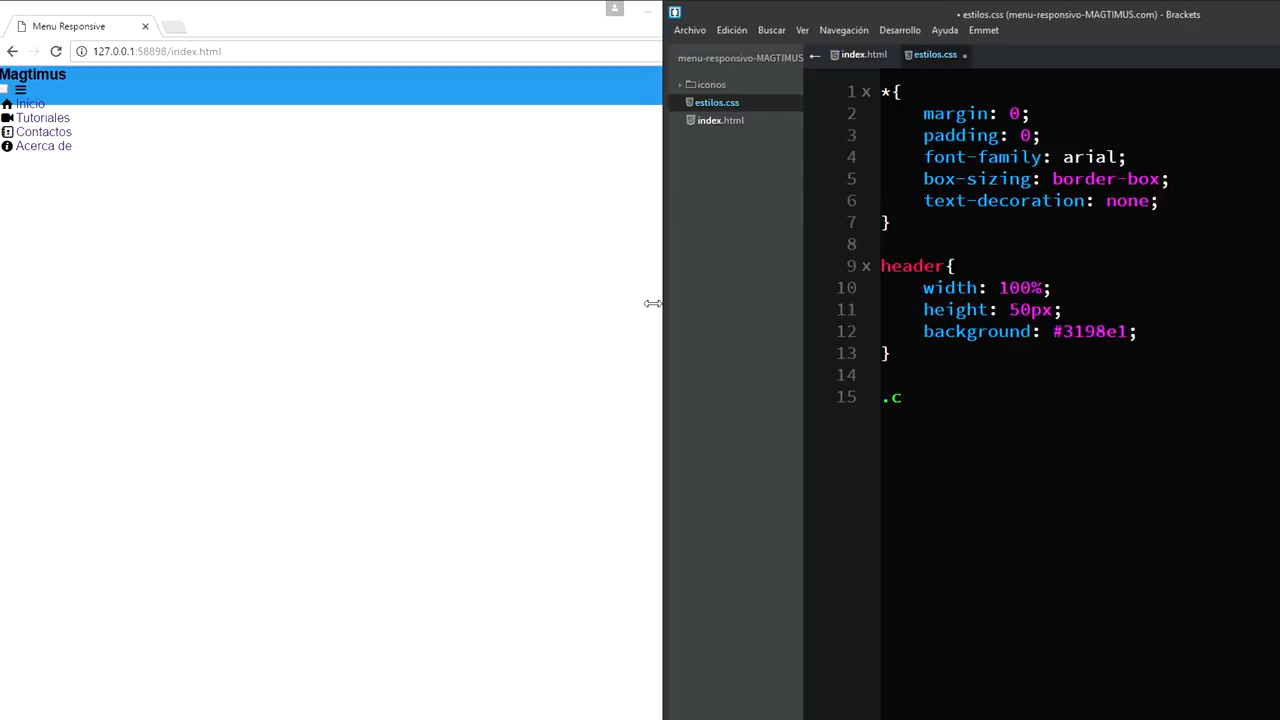 Menu Responsive
127.0.0.1:58898/index.html
Magtimus
Inicio
Tutoriales
Contactos
Acerca de
• estilos.css (menu-responsivo-MAGTIMUS.com) - Brackets
Archivo Edición Buscar Ver Navegación Desarrollo Ayuda Emmet
menu-responsivo-MAGTIMUS
iconos
estilos.css
index.html
index.html estilos.css
1 *{
2 margin: 0;
3 padding: 0;
4 font-family: arial;
5 box-sizing: border-box;
6 text-decoration: none;
7 }
8
9 header{
10 width: 100%;
11 height: 50px;
12 background: #3198e1;
13 }
14
15 .c